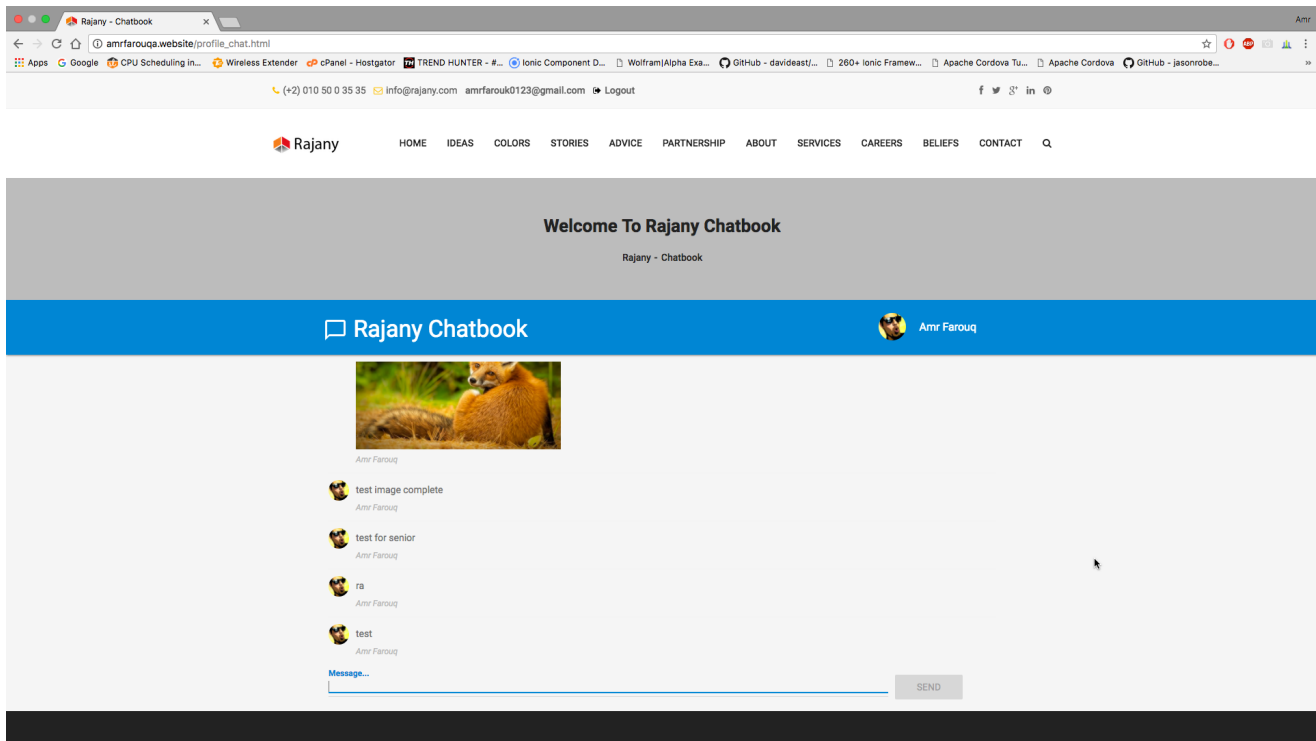 Rajany - Chatbook
Amr
amrfarouqa.website/profile_chat.html
ABP
Apps Google CPU Scheduling in... Wireless Extender cPanel - Hostgator TH TREND HUNTER - #... Ionic Component D... Wolfram|Alpha Exa... GitHub - davideast/... 260+ Ionic Framew... Apache Cordova Tu... Apache Cordova GitHub - jasonrobe... »
(+2) 010 50 0 35 35 info@rajany.com amrfarouk0123@gmail.com Logout
Rajany HOME IDEAS COLORS STORIES ADVICE PARTNERSHIP ABOUT SERVICES CAREERS BELIEFS CONTACT
Welcome To Rajany Chatbook
Rajany - Chatbook
Rajany Chatbook Amr Farouq
Amr Farouq
test image complete
Amr Farouq
test for senior
Amr Farouq
ra
Amr Farouq
test
Amr Farouq
Message...
SEND